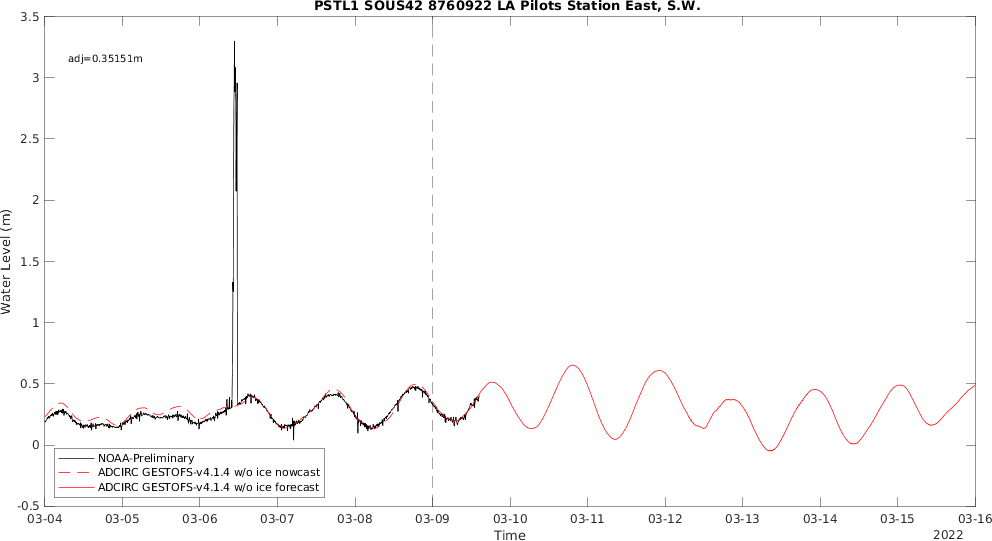 PSTL1 SOUS42 8760922 LA Pilots Station East, S.W.
adj=0.35151m
3.5
3
2.5
2
1.5
1
0.5
0
-0.5
Water Level (m)
NOAA-Preliminary
ADCIRC GESTOFS-v4.1.4 w/o ice nowcast
ADCIRC GESTOFS-v4.1.4 w/o ice forecast
03-04 03-05 03-06 03-07 03-08 03-09 03-10 03-11 03-12 03-13 03-14 03-15 03-16
Time
2022